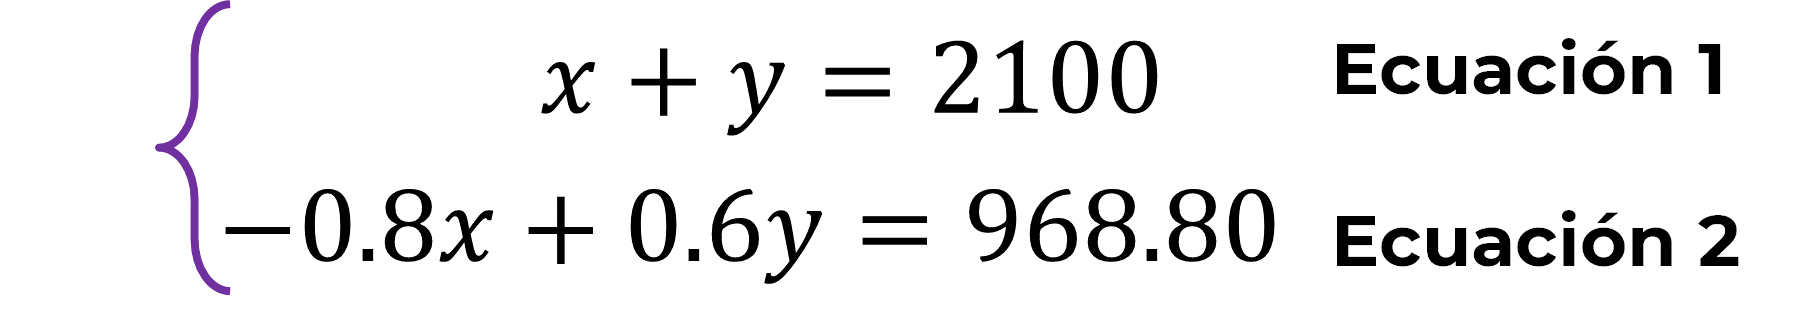 x + y = 2100 Ecuación 1
−0.8x + 0.6y = 968.80 Ecuación 2